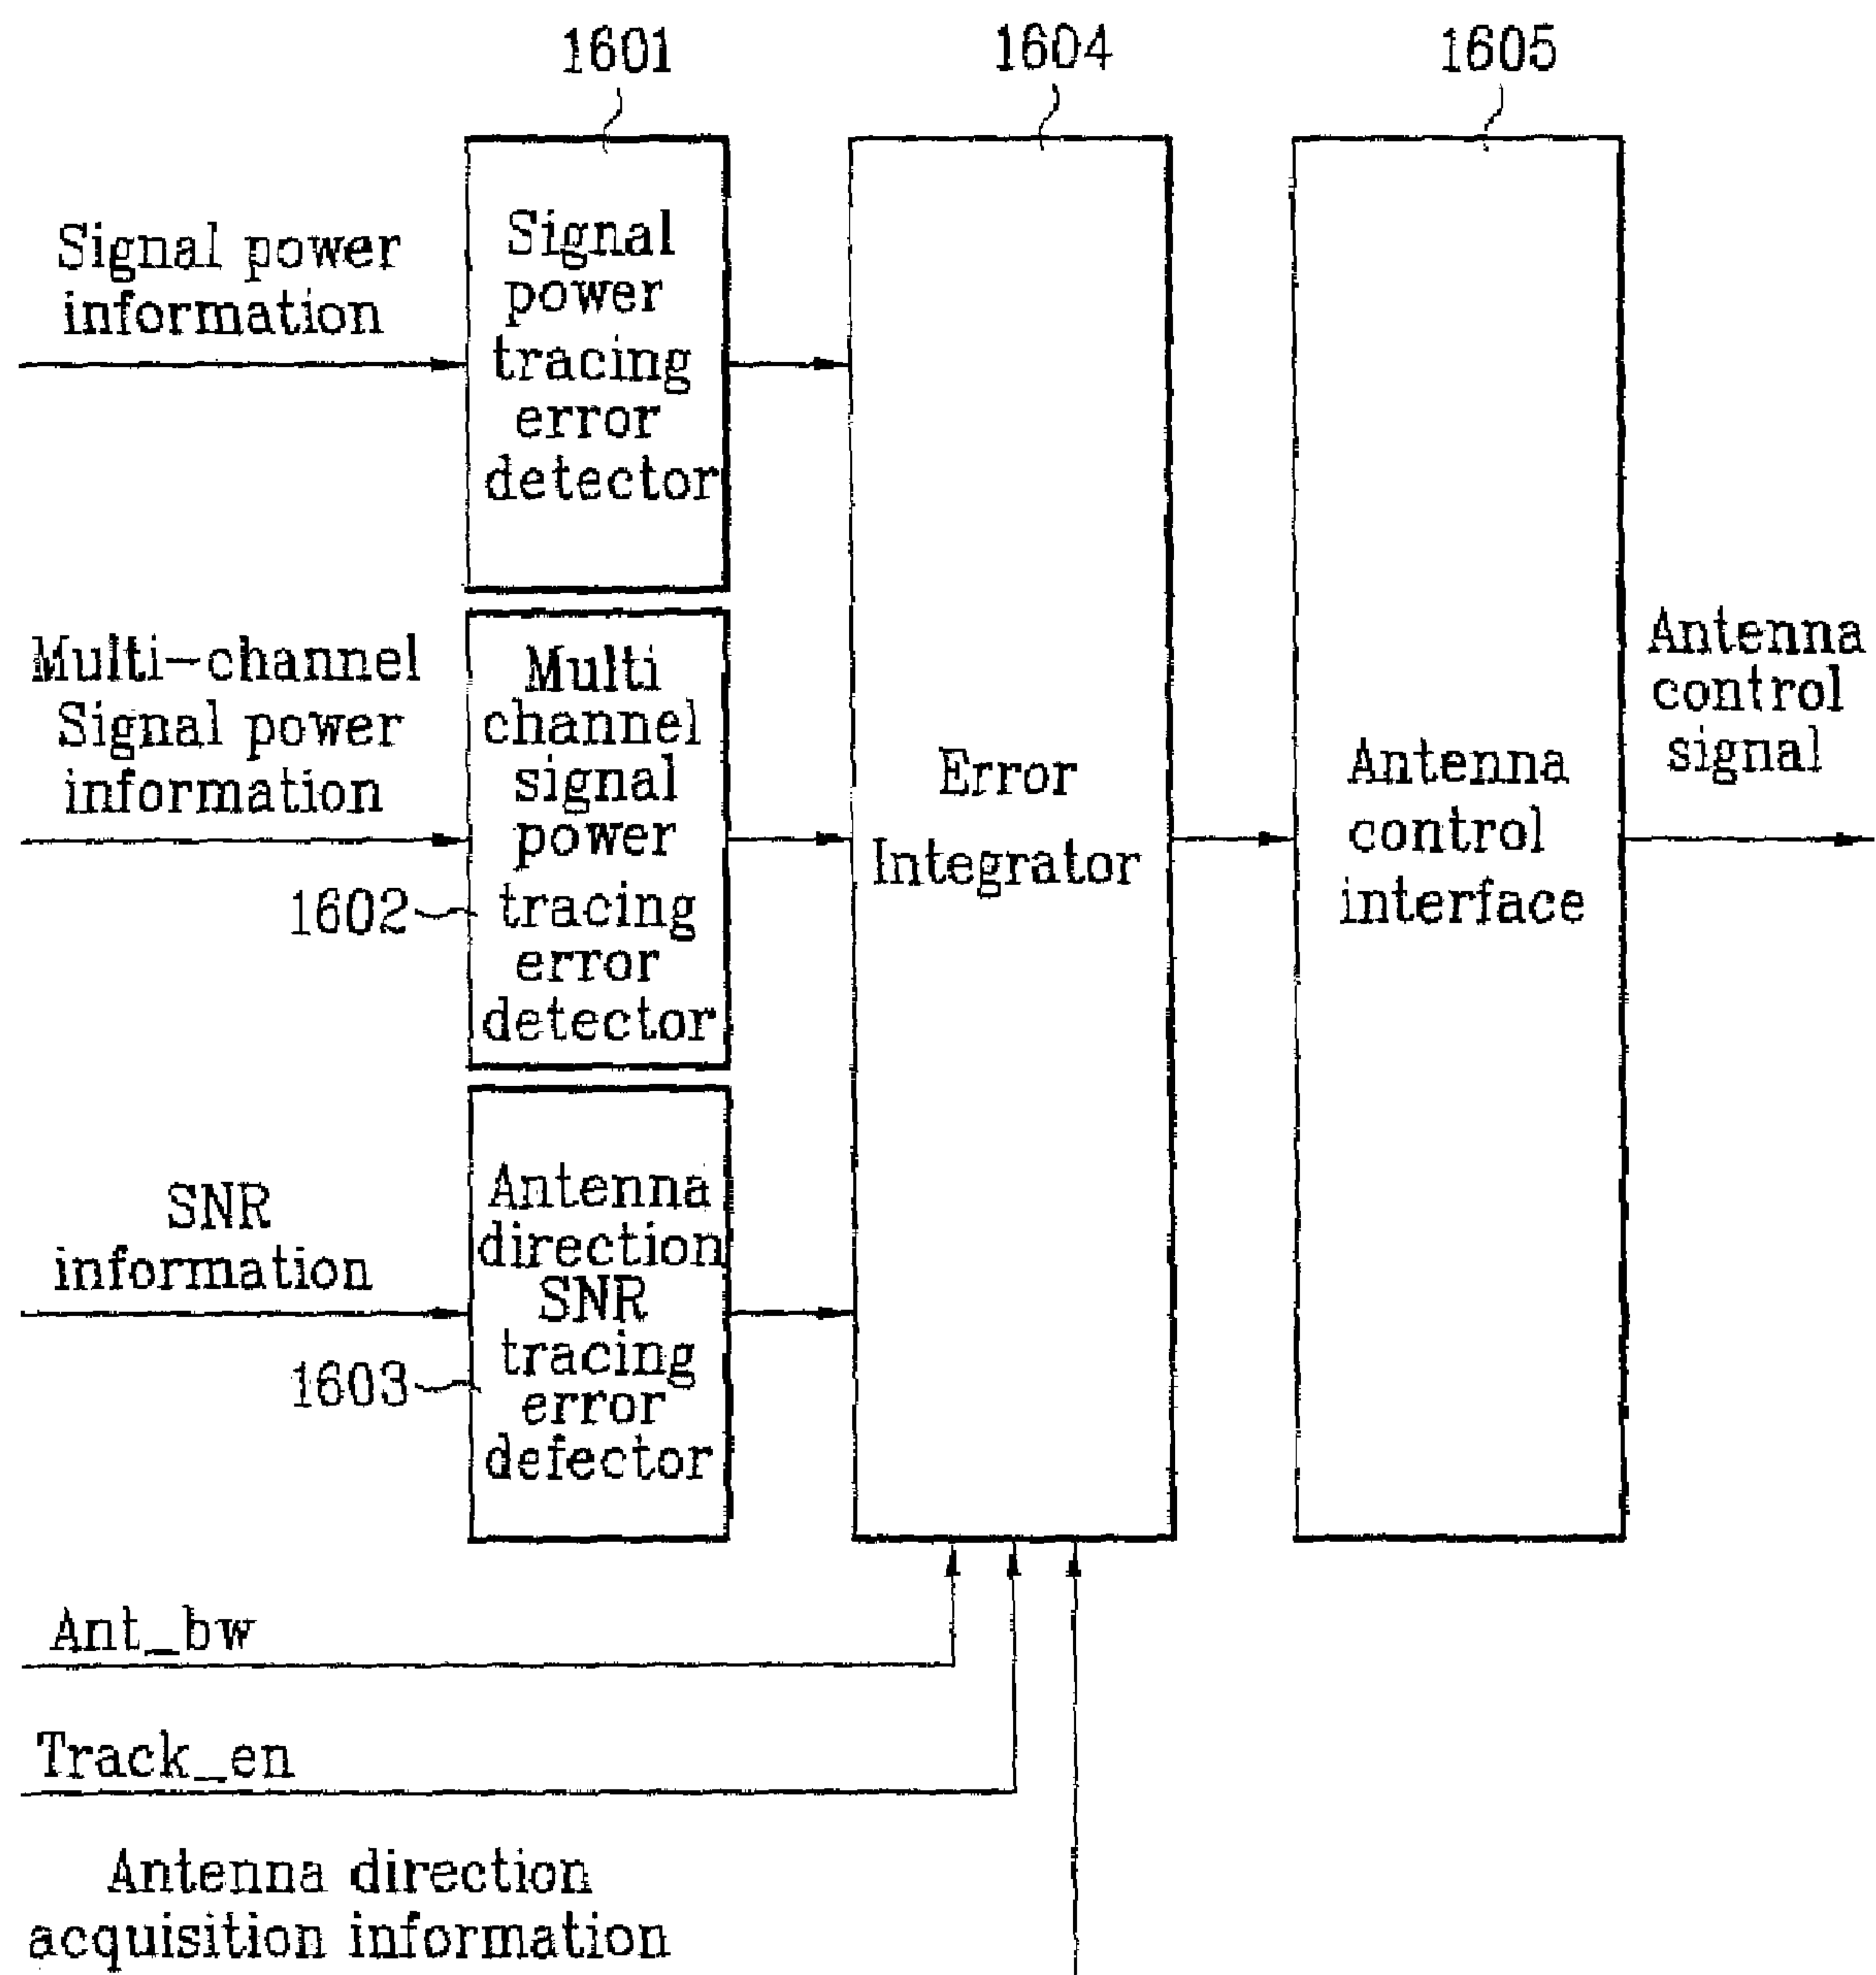 1601
1604
1605
Signal power
information
Signal
power
tracing
error
detector
Multi-channel
Signal power
information
Multi
channel
signal
power
tracing
error
detector
1602
SNR
information
Antenna
direction
SNR
tracing
error
defector
1603
Error
Integrator
Antenna
control
interface
Antenna
control
signal
Ant_bw
Track_en
Antenna direction
acquisition information